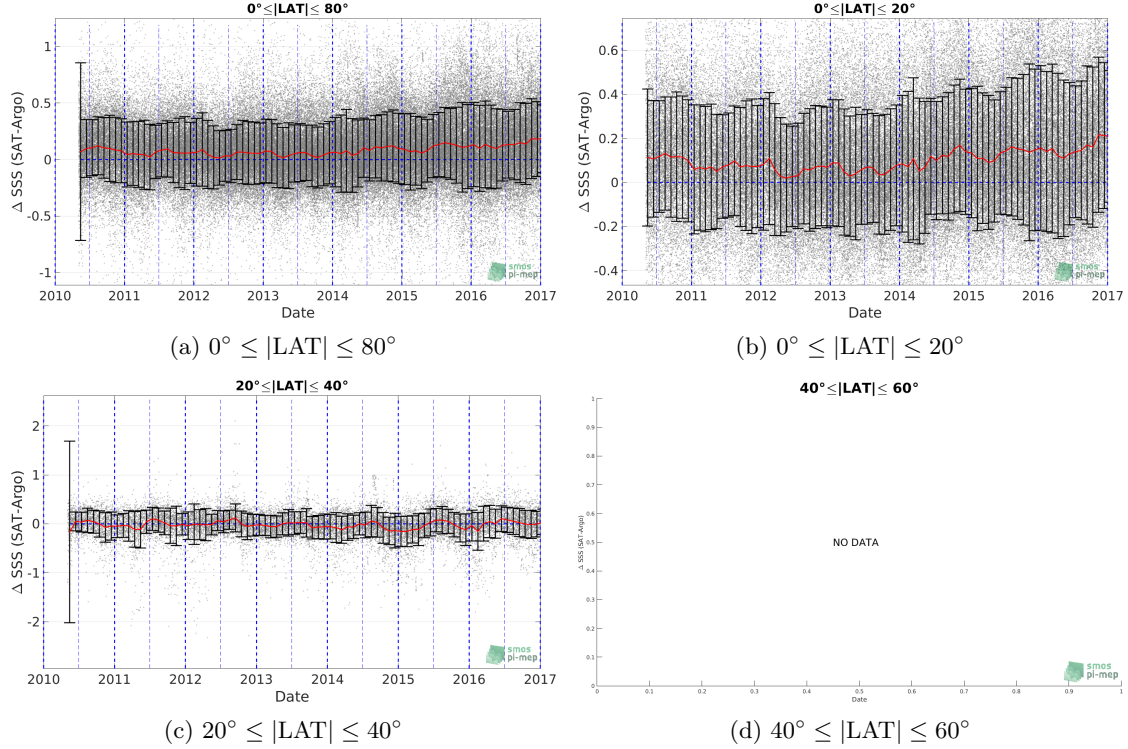 0°≤|LAT|≤ 80°
Δ SSS (SAT-Argo)
1
0.5
0
-0.5
-1
2010 2011 2012 2013 2014 2015 2016 2017
Date
smos
pi-mep
(a) 0° ≤ |LAT| ≤ 80°
0°≤|LAT|≤ 20°
Δ SSS (SAT-Argo)
0.6
0.4
0.2
0
-0.2
-0.4
2010 2011 2012 2013 2014 2015 2016 2017
Date
smos
pi-mep
(b) 0° ≤ |LAT| ≤ 20°
20°≤|LAT|≤ 40°
Δ SSS (SAT-Argo)
2
1
0
-1
-2
2010 2011 2012 2013 2014 2015 2016 2017
Date
smos
pi-mep
(c) 20° ≤ |LAT| ≤ 40°
40°≤|LAT|≤ 60°
Δ SSS (SAT-Argo)
1
0.9
0.8
0.7
0.6
0.5
0.4
0.3
0.2
0.1
0
NO DATA
0 0.1 0.2 0.3 0.4 0.5 0.6 0.7 0.8 0.9 1
Date
smos
pi-mep
(d) 40° ≤ |LAT| ≤ 60°